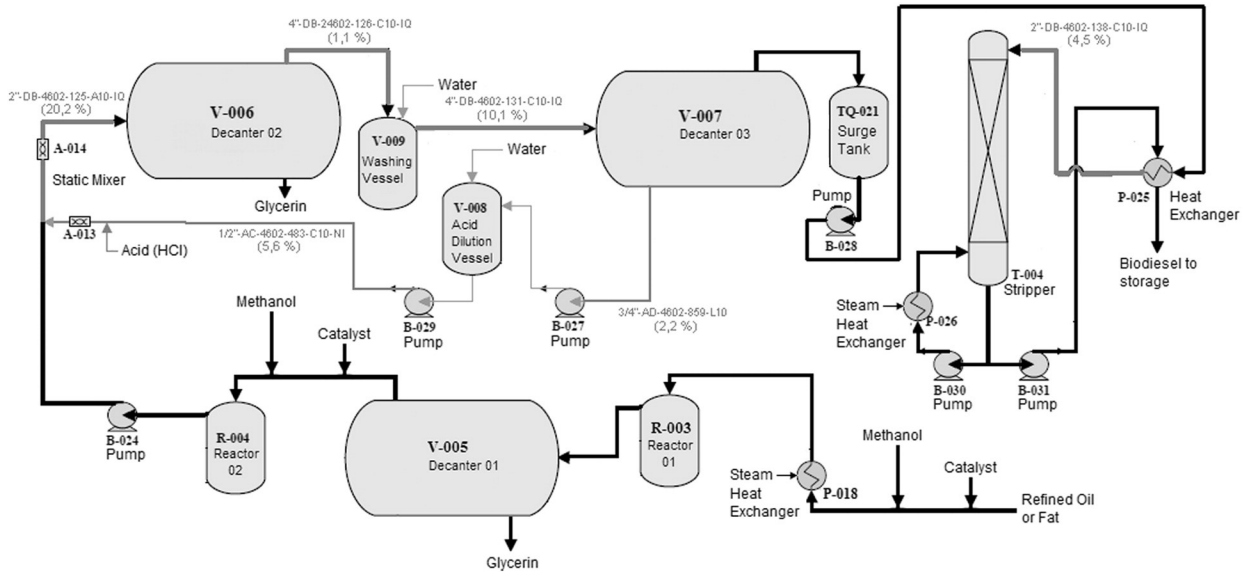 4"-DB-24602-126-C10-IQ
(1,1 %)
2"-DB-4602-138-C10-IQ
(4,5 %)
2"-DB-4602-125-A10-IQ
(20,2 %)
V-006
Decanter 02
Water
4"-DB-4602-131-C10-IQ
(10,1 %)
V-007
Decanter 03
TQ-021
Surge
Tank
A-014
Static Mixer
V-009
Washing
Vessel
Water
Glycerin
V-008
Acid
Dilution
Vessel
Pump
B-028
P-025
Heat
Exchanger
A-013
Acid (HCl)
1/2"-AC-4602-483-C10-NI
(5,6 %)
Biodiesel to
storage
T-004
Stripper
Steam
Heat
Exchanger
P-026
B-029
Pump
B-027
Pump
3/4"-AD-4602-859-L10
(2,2 %)
Methanol
Catalyst
B-030
Pump
B-031
Pump
B-024
Pump
R-004
Reactor
02
V-005
Decanter 01
R-003
Reactor
01
Methanol
Catalyst
Steam
Heat
Exchanger
P-018
Refined Oil
or Fat
Glycerin